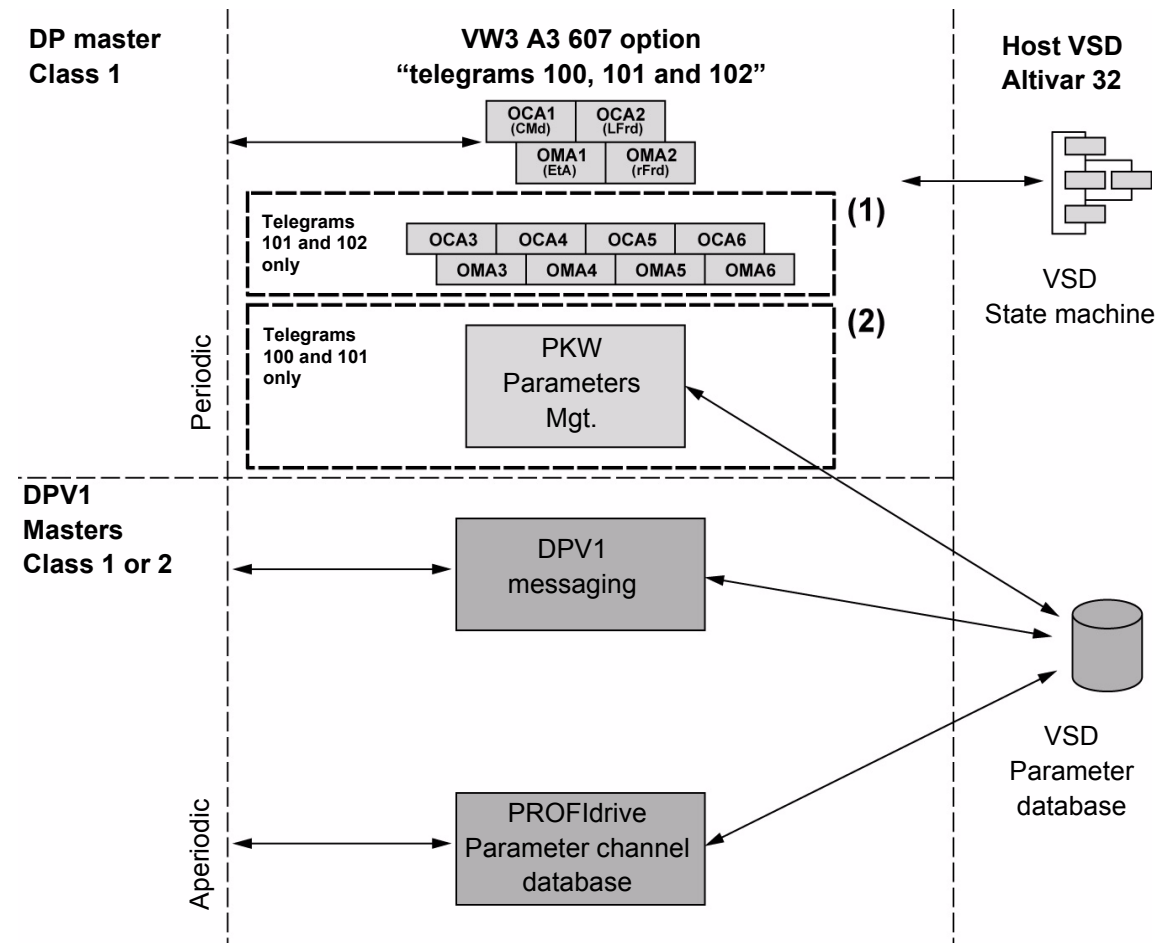 DP master
Class 1
VW3 A3 607 option
“telegrams 100, 101 and 102”
Host VSD
Altivar 32
OCA1
(CMd)
OCA2
(LFrd)
OMA1
(EtA)
OMA2
(rFrd)
(1)
Telegrams
101 and 102
only
OCA3
OCA4
OCA5
OCA6
OMA3
OMA4
OMA5
OMA6
VSD
State machine
(2)
Telegrams
100 and 101
only
PKW
Parameters
Mgt.
Periodic
DPV1
Masters
Class 1 or 2
DPV1
messaging
VSD
Parameter
database
PROFIdrive
Parameter channel
database
Aperiodic